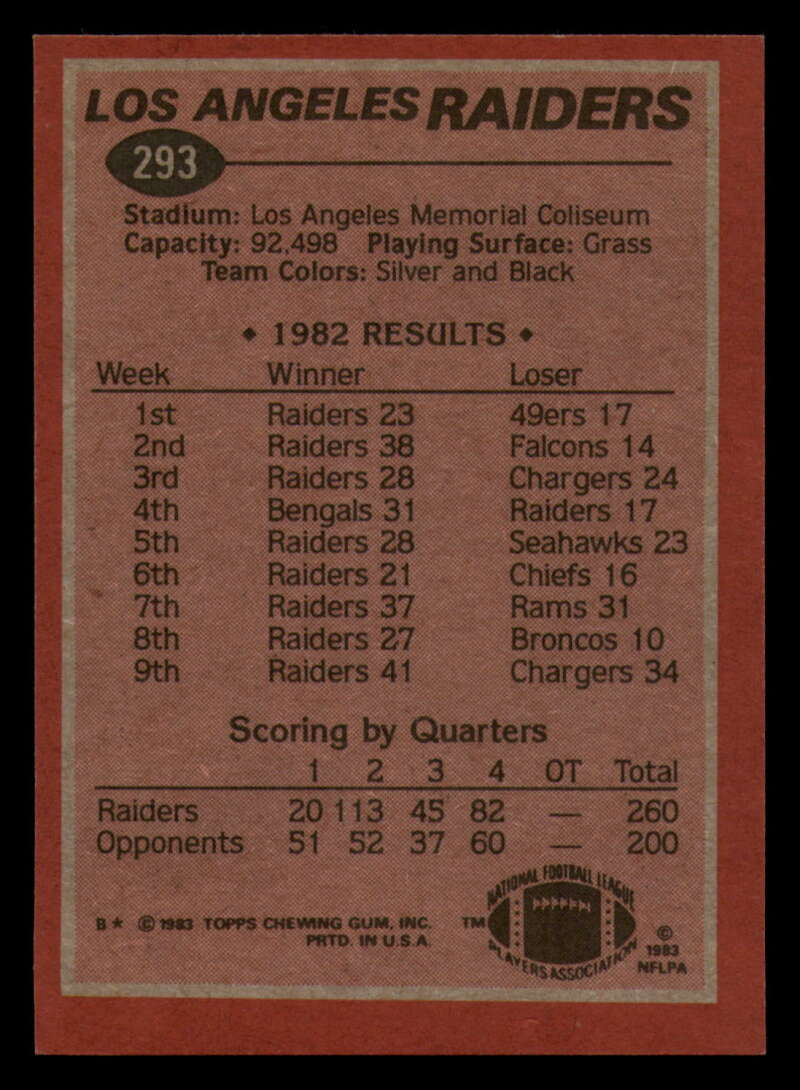 LOS ANGELES RAIDERS
293
Stadium: Los Angeles Memorial Coliseum
Capacity: 92,498 Playing Surface: Grass
Team Colors: Silver and Black
◆ 1982 RESULTS ◆
Week Winner Loser
1st Raiders 23 49ers 17
2nd Raiders 38 Falcons 14
3rd Raiders 28 Chargers 24
4th Bengals 31 Raiders 17
5th Raiders 28 Seahawks 23
6th Raiders 21 Chiefs 16
7th Raiders 37 Rams 31
8th Raiders 27 Broncos 10
9th Raiders 41 Chargers 34
Scoring by Quarters
1 2 3 4 OT Total
Raiders 20 113 45 82 — 260
Opponents 51 52 37 60 — 200
B★ © 1983 TOPPS CHEWING GUM, INC.
PRTD. IN U.S.A.
TM
NATIONAL FOOTBALL LEAGUE
PLAYERS ASSOCIATION
©
1983
NFLPA